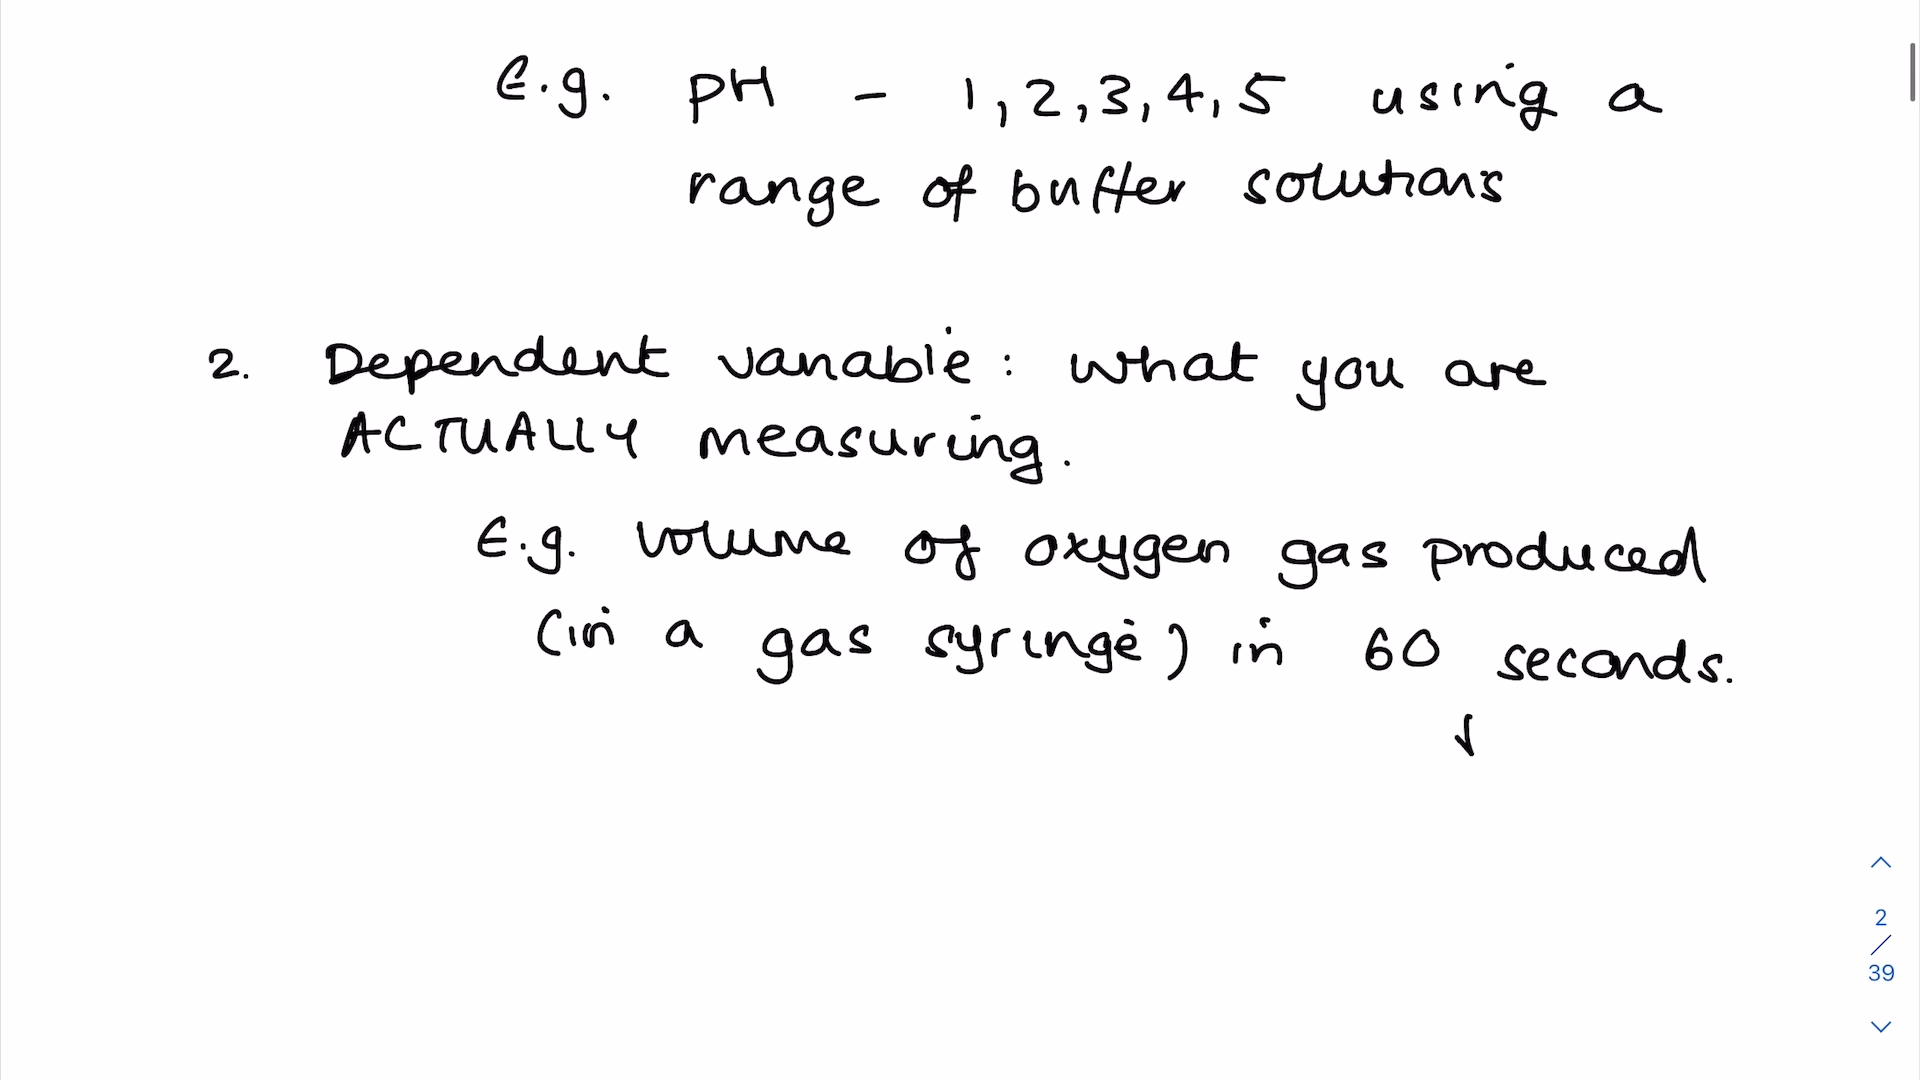 E.g. pH - 1, 2, 3, 4, 5 using a
range of buffer solutions
2. Dependent variable: what you are
ACTUALLY measuring.
E.g. volume of oxygen gas produced
(in a gas syringe) in 60 seconds.
2
/
39